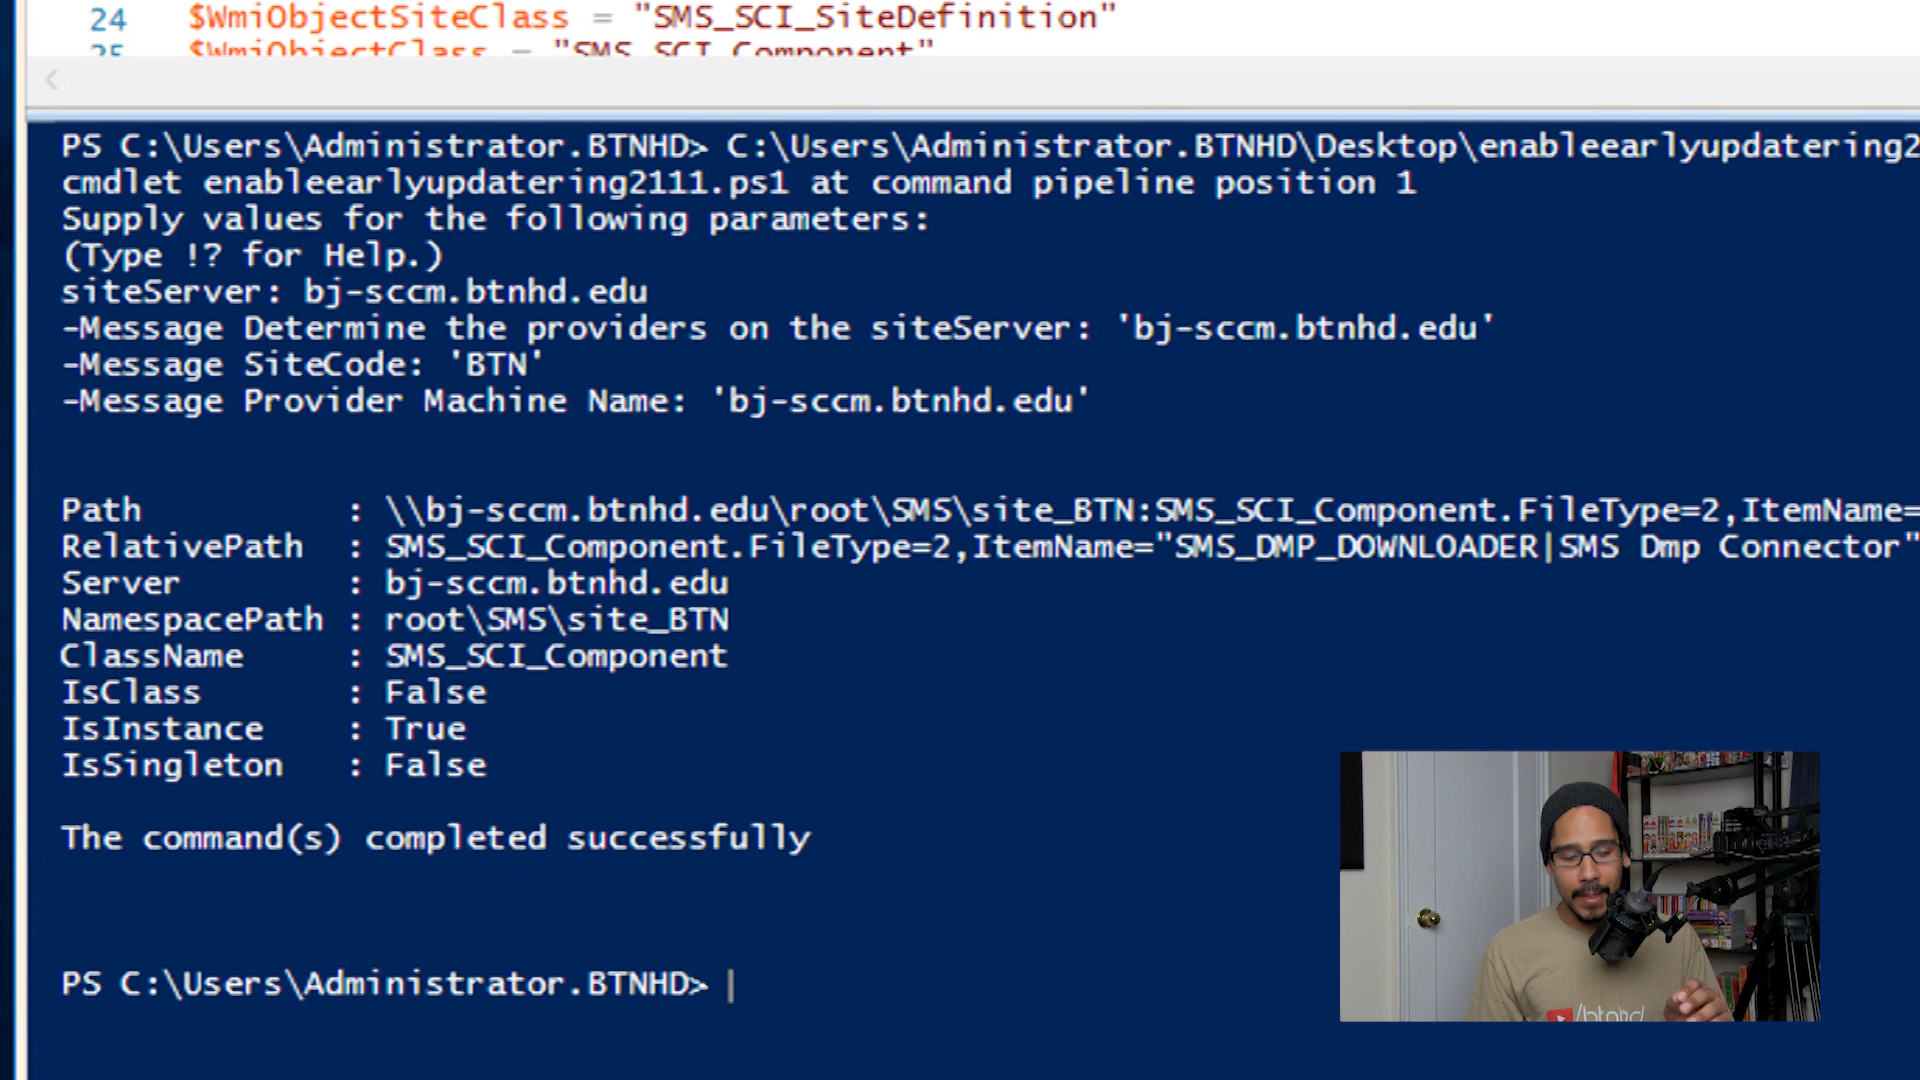 24 $WmiObjectSiteClass = "SMS_SCI_SiteDefinition"
25 $WmiObjectClass = "SMS_SCI_Component"
PS C:\Users\Administrator.BTNHD> C:\Users\Administrator.BTNHD\Desktop\enableearlyupdatering2
cmdlet enableearlyupdatering2111.ps1 at command pipeline position 1
Supply values for the following parameters:
(Type !? for Help.)
siteServer: bj-sccm.btnhd.edu
-Message Determine the providers on the siteServer: 'bj-sccm.btnhd.edu'
-Message SiteCode: 'BTN'
-Message Provider Machine Name: 'bj-sccm.btnhd.edu'
Path : \\bj-sccm.btnhd.edu\root\SMS\site_BTN:SMS_SCI_Component.FileType=2,ItemName=
RelativePath : SMS_SCI_Component.FileType=2,ItemName="SMS_DMP_DOWNLOADER|SMS Dmp Connector"
Server : bj-sccm.btnhd.edu
NamespacePath : root\SMS\site_BTN
ClassName : SMS_SCI_Component
IsClass : False
IsInstance : True
IsSingleton : False
The command(s) completed successfully
PS C:\Users\Administrator.BTNHD>
/btnhd